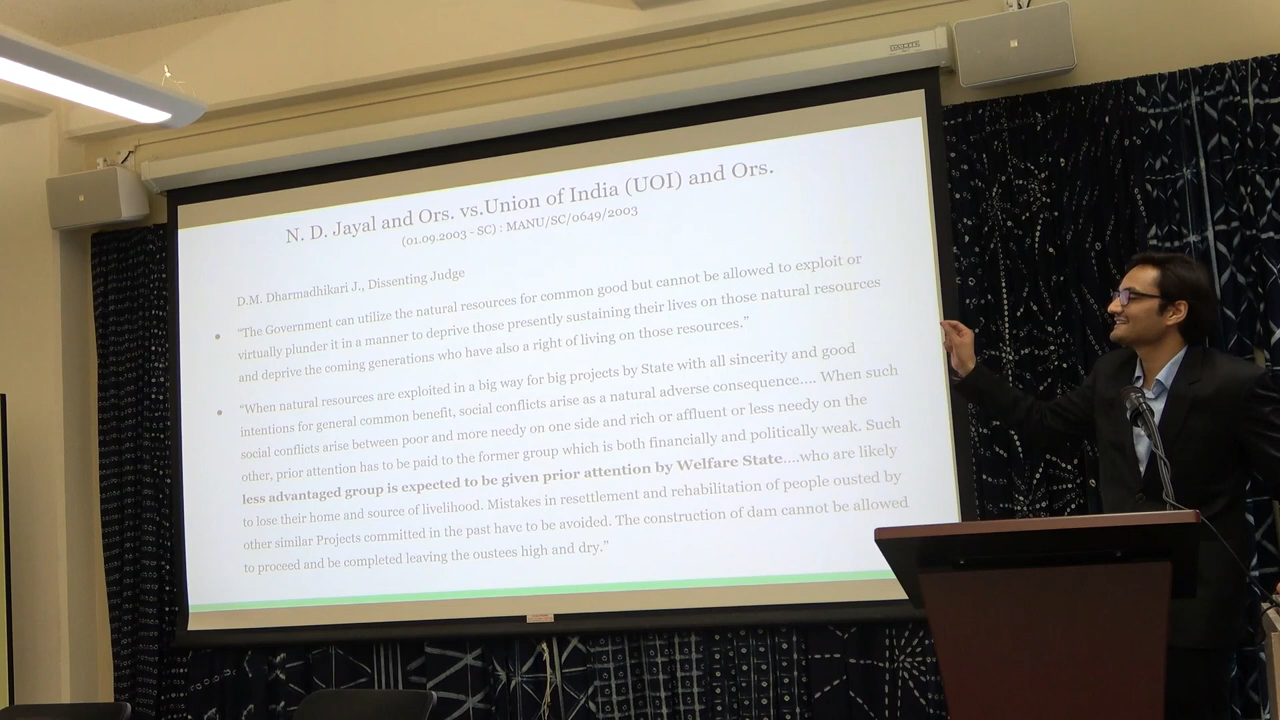 N. D. Jayal and Ors. vs.Union of India (UOI) and Ors.
(01.09.2003 - SC) : MANU/SC/0649/2003
D.M. Dharmadhikari J., Dissenting Judge
• “The Government can utilize the natural resources for common good but cannot be allowed to exploit or
virtually plunder it in a manner to deprive those presently sustaining their lives on those natural resources
and deprive the coming generations who have also a right of living on those resources.”
• “When natural resources are exploited in a big way for big projects by State with all sincerity and good
intentions for general common benefit, social conflicts arise as a natural adverse consequence.... When such
social conflicts arise between poor and more needy on one side and rich or affluent or less needy on the
other, prior attention has to be paid to the former group which is both financially and politically weak. Such
less advantaged group is expected to be given prior attention by Welfare State....who are likely
to lose their home and source of livelihood. Mistakes in resettlement and rehabilitation of people ousted by
other similar Projects committed in the past have to be avoided. The construction of dam cannot be allowed
to proceed and be completed leaving the oustees high and dry.”